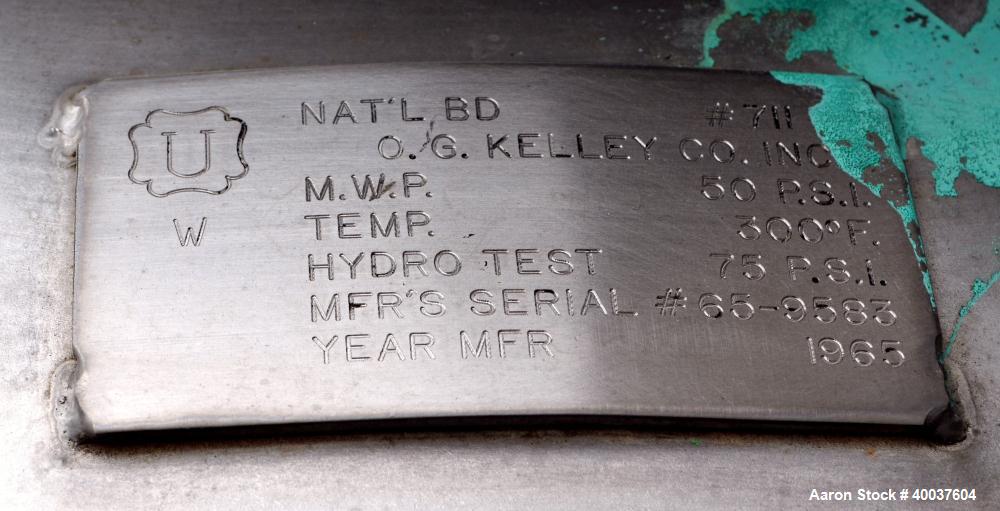 U
NAT'L BD #711
O.G. KELLEY CO. INC
M.W.P. 50 P.S.I.
W
TEMP. 300°F.
HYDRO TEST 75 P.S.I.
MFR'S SERIAL # 65-9583
YEAR MFR 1965
Aaron Stock # 40037604